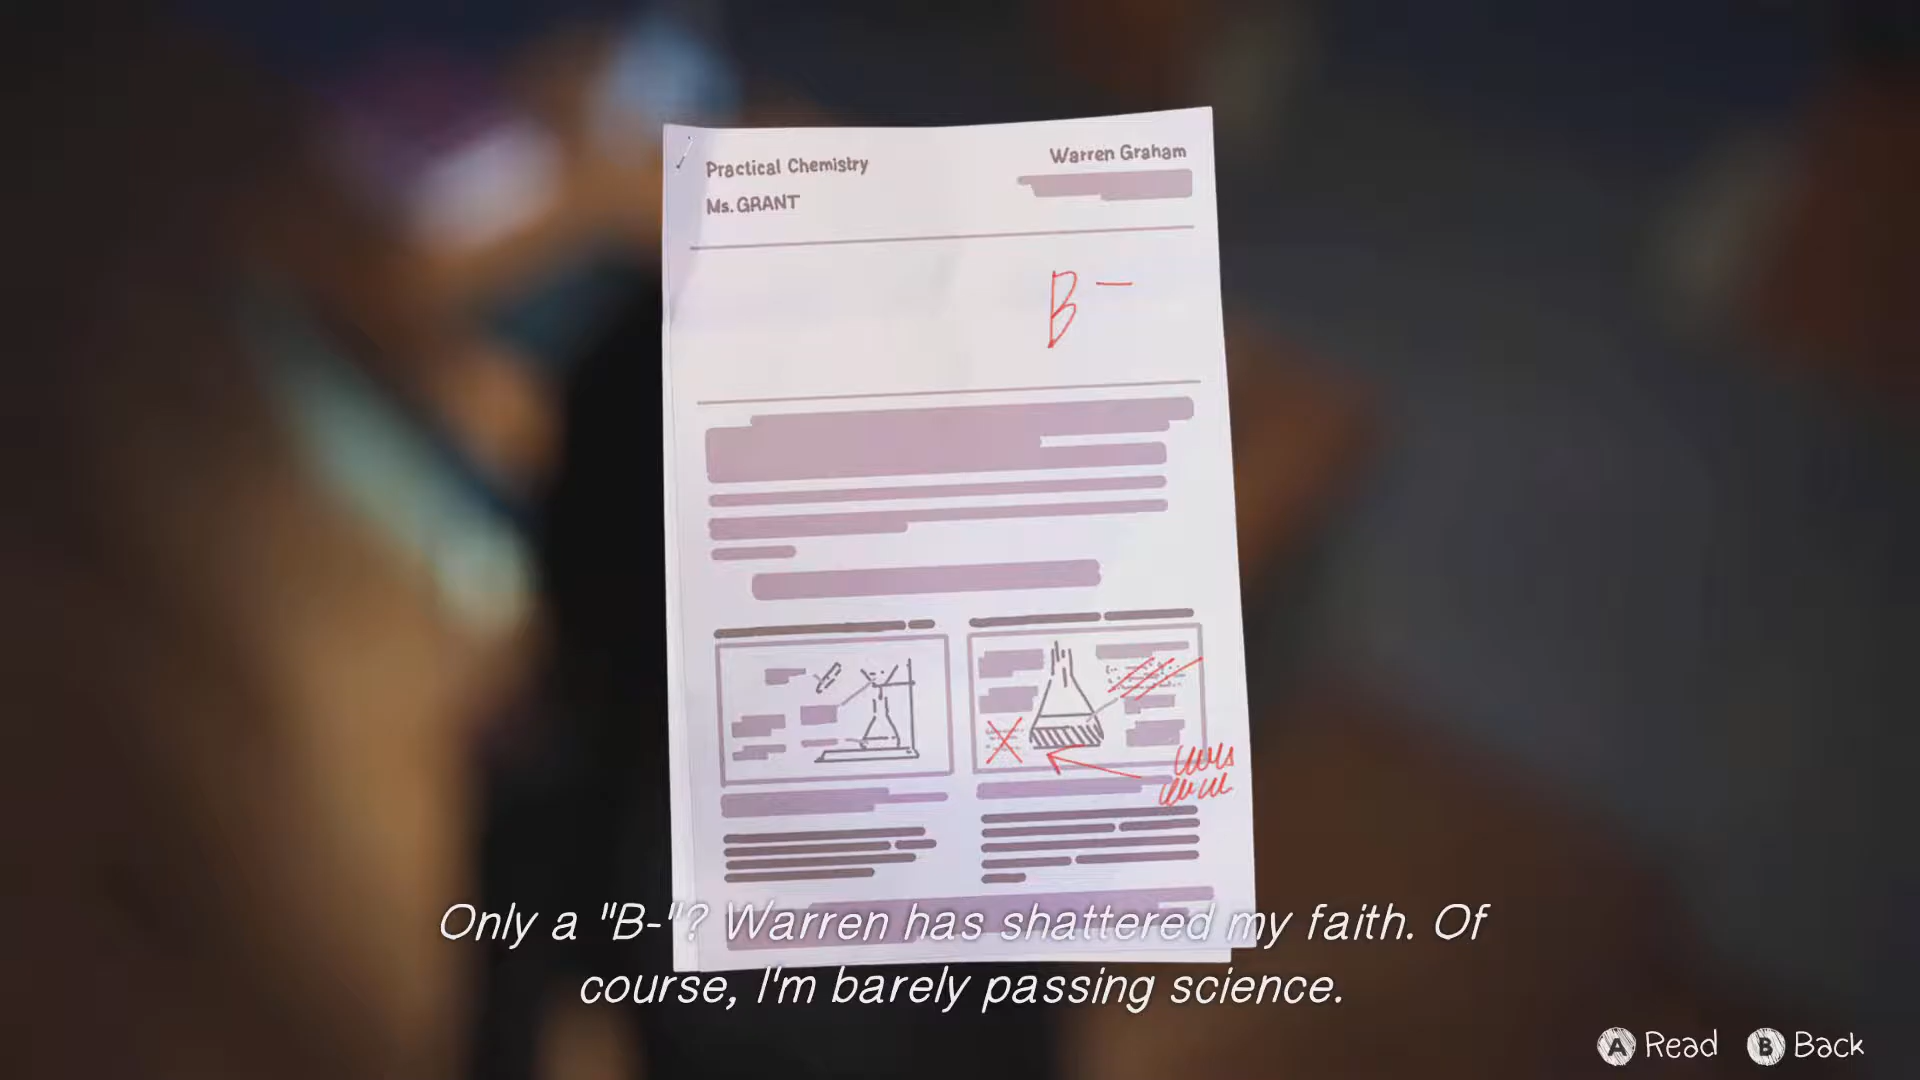 Practical Chemistry
Warren Graham
Ms. GRANT
B-
Only a "B-"? Warren has shattered my faith. Of
course, I'm barely passing science.
A Read B Back